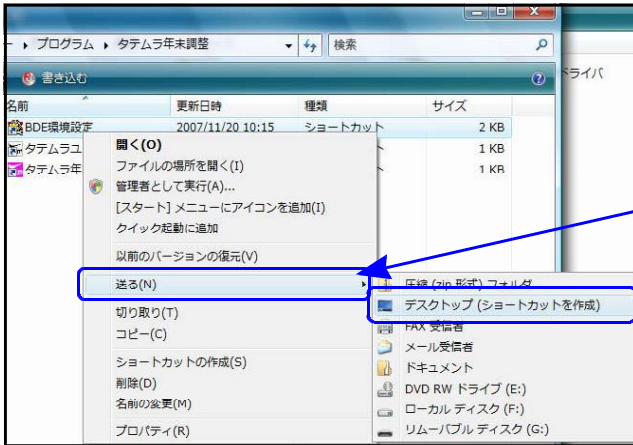 プログラム ▸ タテムラ年末調整
検索
書き込む
ドライバ
名前 更新日時 種類 サイズ
BDE環境設定 2007/11/20 10:15 ショートカット 2 KB
タテムラユ 1 KB
タテムラ年 1 KB
開く(O)
ファイルの場所を開く(I)
管理者として実行(A)...
[スタート] メニューにアイコンを追加(I)
クイック起動に追加
以前のバージョンの復元(V)
送る(N)
切り取り(T)
コピー(C)
ショートカットの作成(S)
削除(D)
名前の変更(M)
プロパティ(R)
圧縮 (zip 形式) フォルダ
デスクトップ (ショートカットを作成)
FAX 受信者
メール受信者
ドキュメント
DVD RW ドライブ (E:)
ローカル ディスク (F:)
リムーバブル ディスク (G:)